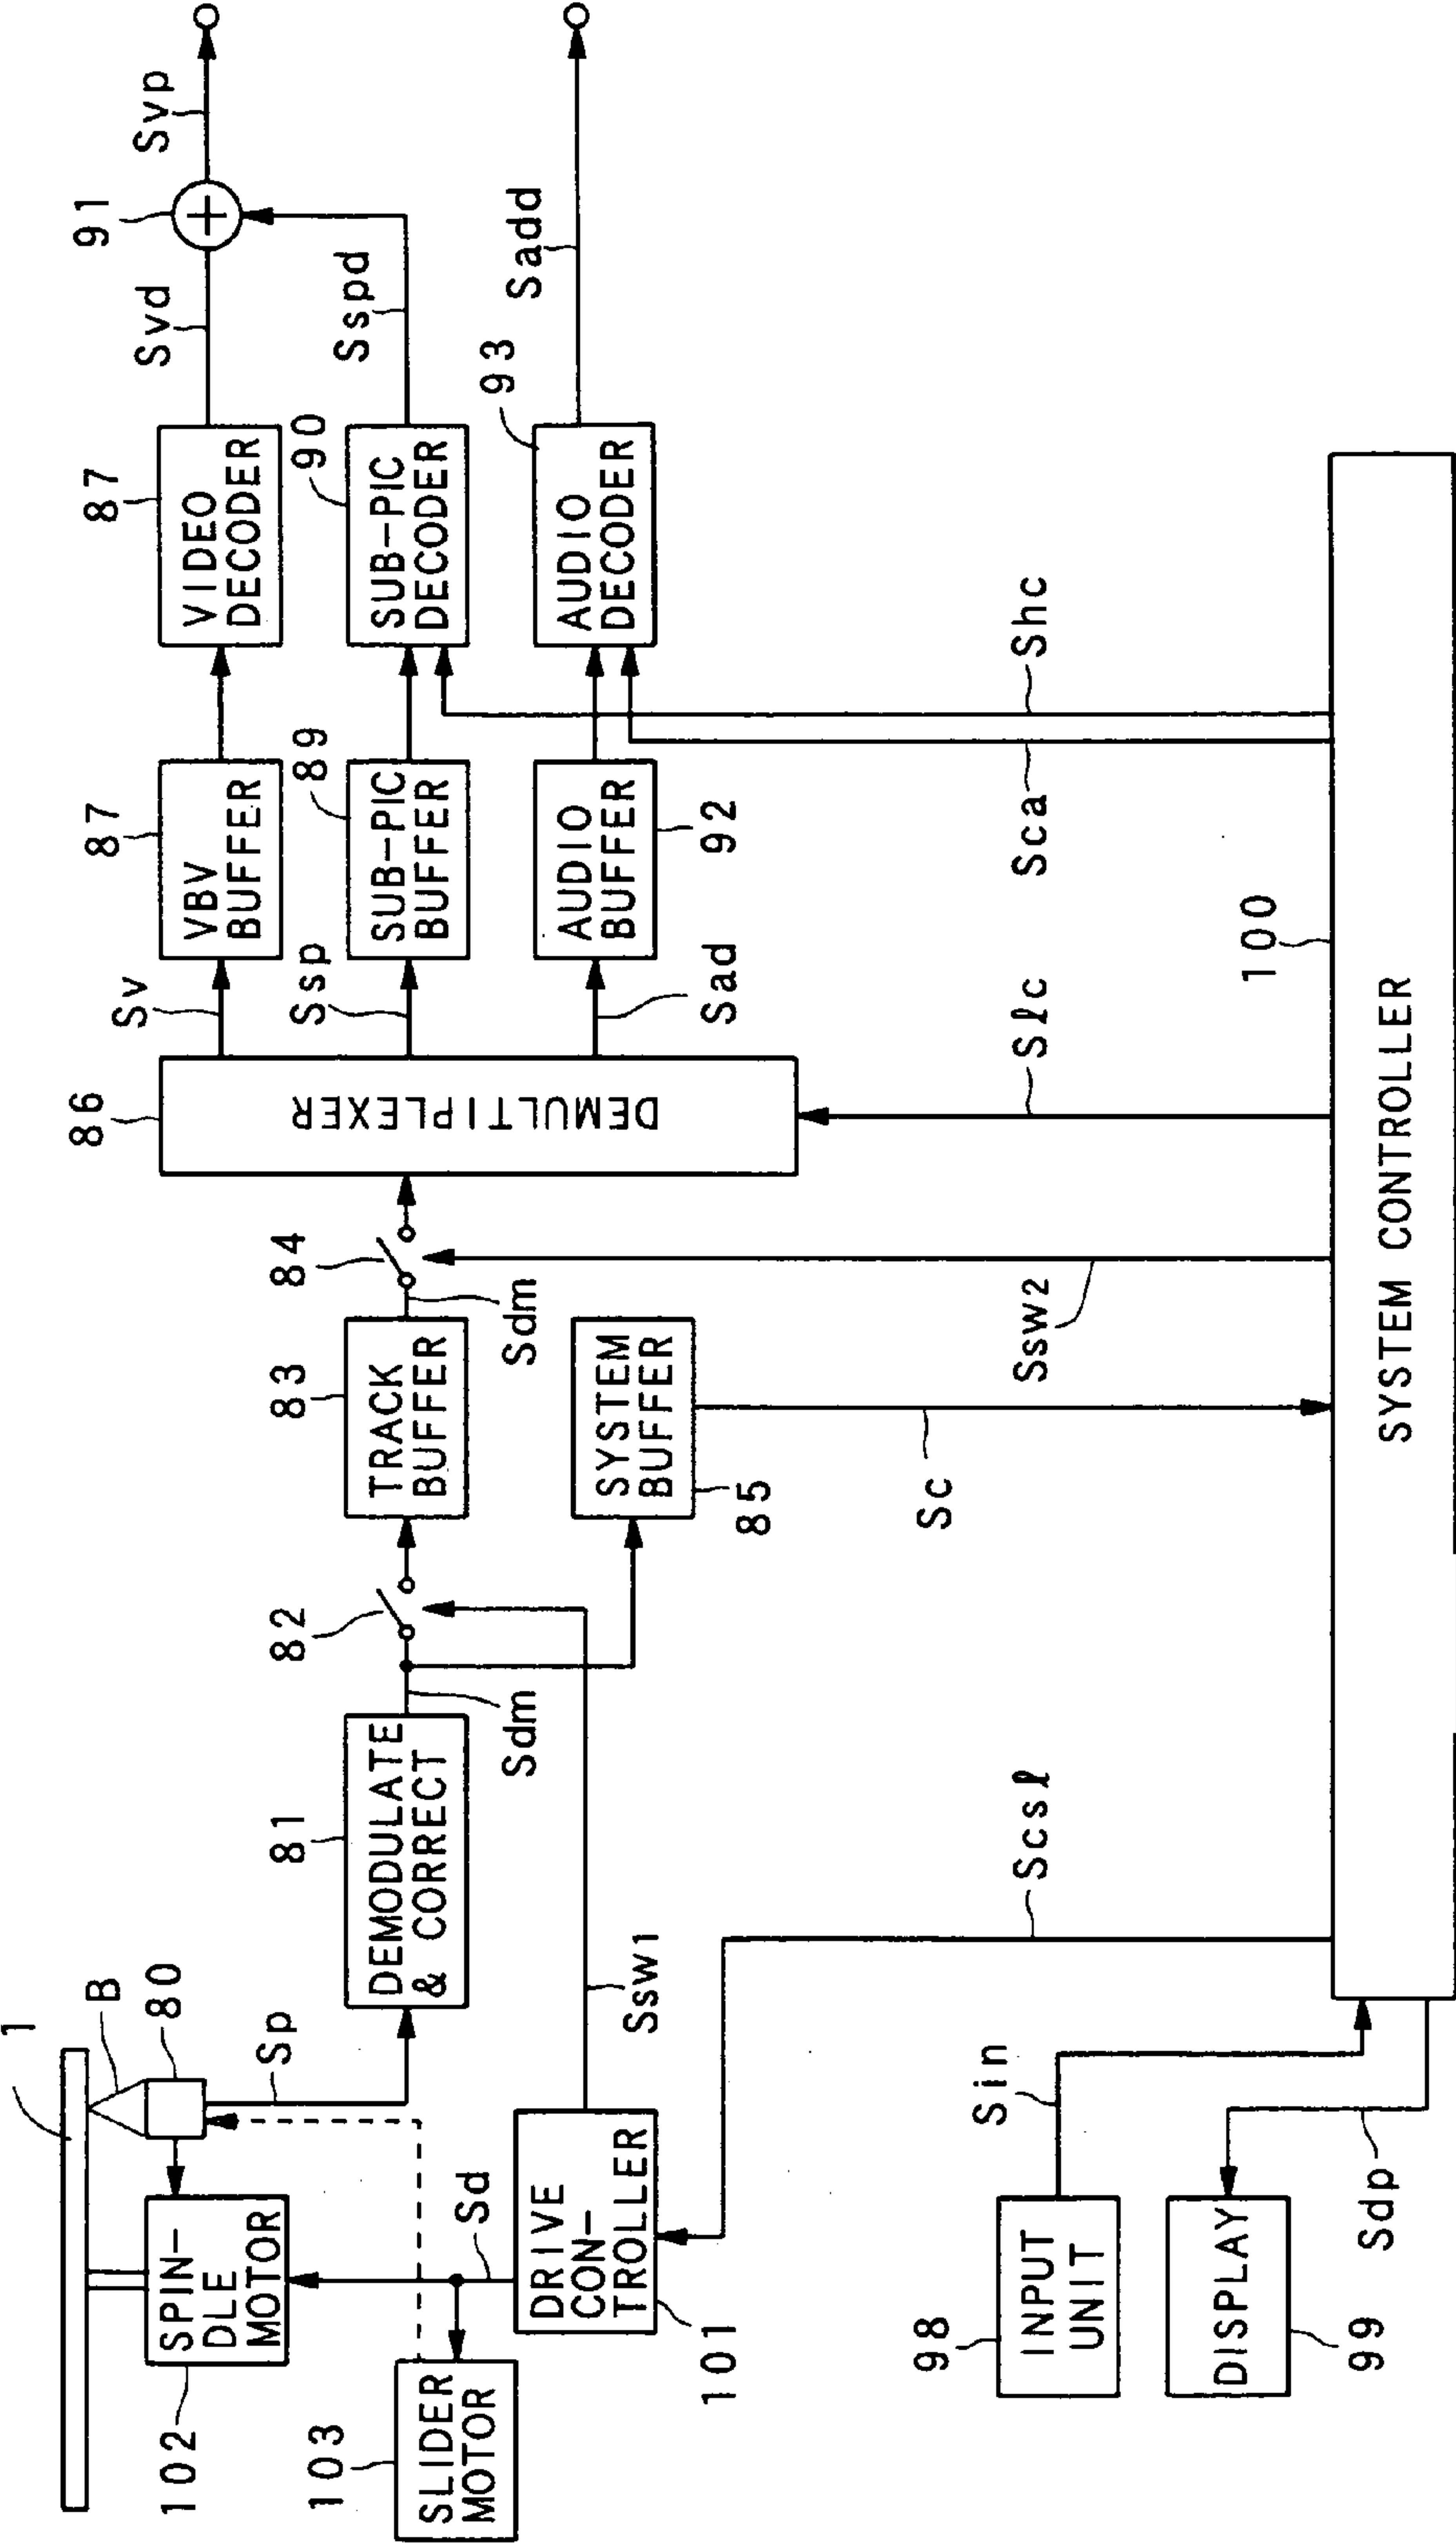 1
B
80
Sp
SPIN-
DLE
MOTOR
102
SLIDER
MOTOR
103
Sd
DRIVE
CON-
TROLLER
101
Ssw1
DEMODULATE
& CORRECT
81
Sdm
82
TRACK
BUFFER
83
Sdm
84
SYSTEM
BUFFER
85
Sc
Ssw2
DEMULTIPLEXER
86
Sv
Ssp
Sad
VBV
BUFFER
87
SUB-PIC
BUFFER
89
AUDIO
BUFFER
92
VIDEO
DECODER
87
SUB-PIC
DECODER
90
AUDIO
DECODER
93
Svd
Sspd
Sadd
91
Svp
Slc
Sca
Shc
Scsl
INPUT
UNIT
98
Sin
DISPLAY
99
Sdp
SYSTEM CONTROLLER
100